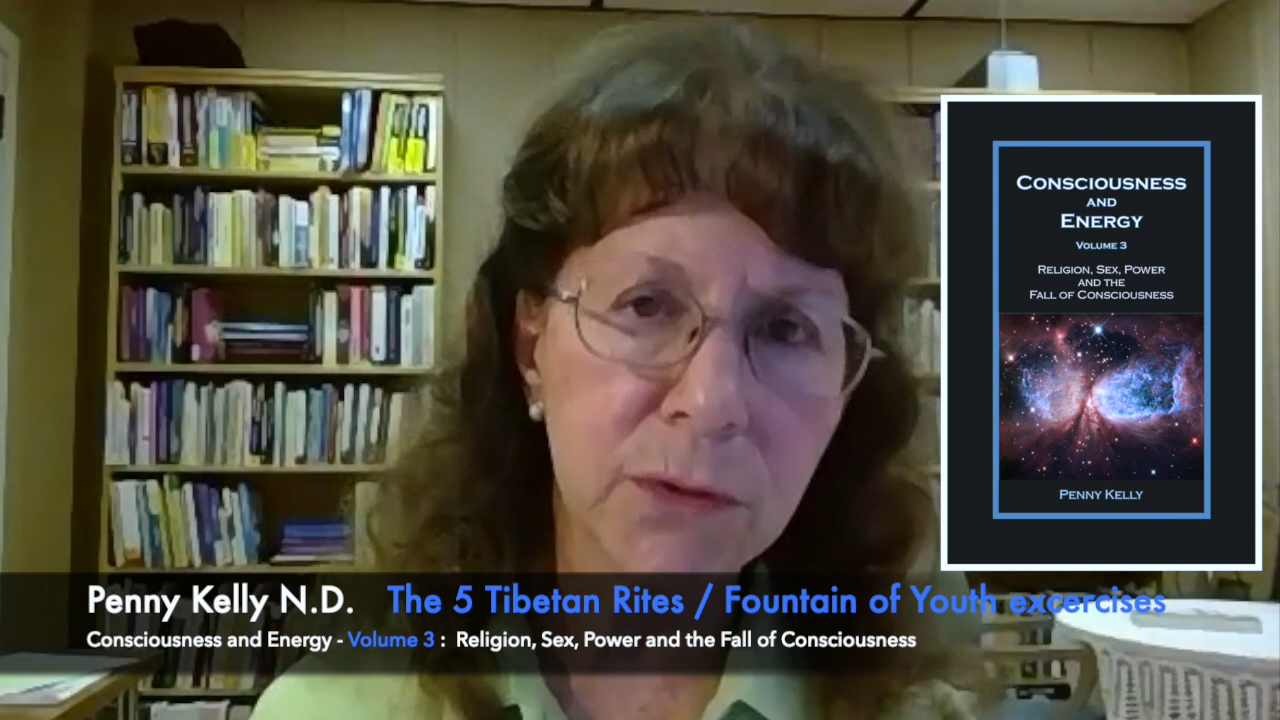 CONSCIOUSNESS
AND
ENERGY
VOLUME 3
RELIGION, SEX, POWER
AND THE
FALL OF CONSCIOUSNESS
PENNY KELLY
Penny Kelly N.D. The 5 Tibetan Rites / Fountain of Youth excercises
Consciousness and Energy - Volume 3 : Religion, Sex, Power and the Fall of Consciousness